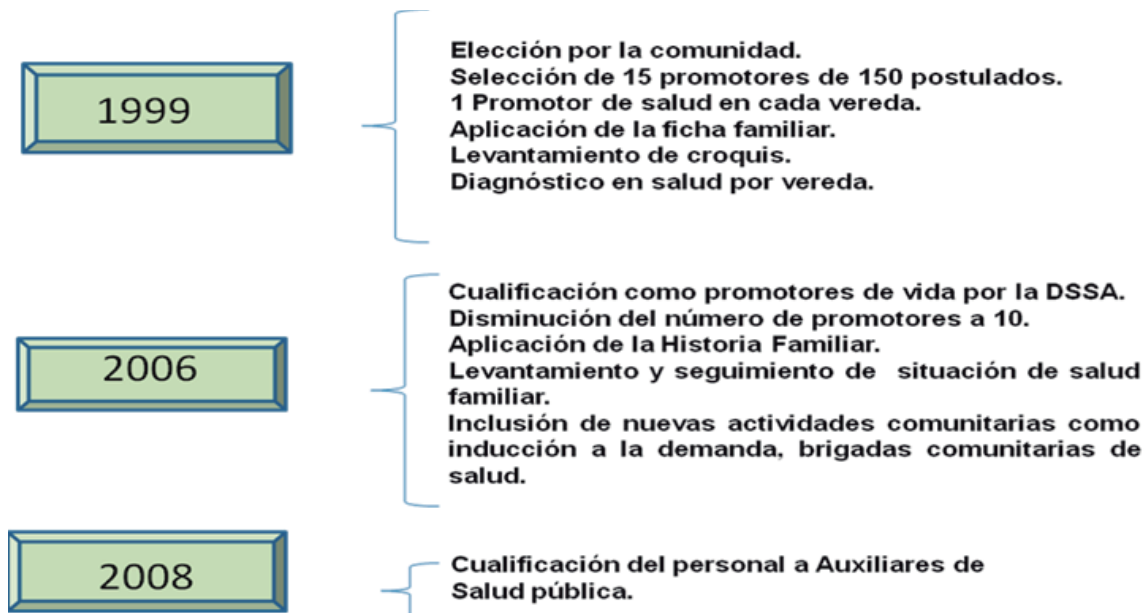 1999
Elección por la comunidad.
Selección de 15 promotores de 150 postulados.
1 Promotor de salud en cada vereda.
Aplicación de la ficha familiar.
Levantamiento de croquis.
Diagnóstico en salud por vereda.
2006
Cualificación como promotores de vida por la DSSA.
Disminución del número de promotores a 10.
Aplicación de la Historia Familiar.
Levantamiento y seguimiento de situación de salud
familiar.
Inclusión de nuevas actividades comunitarias como
inducción a la demanda, brigadas comunitarias de
salud.
2008
Cualificación del personal a Auxiliares de
Salud pública.